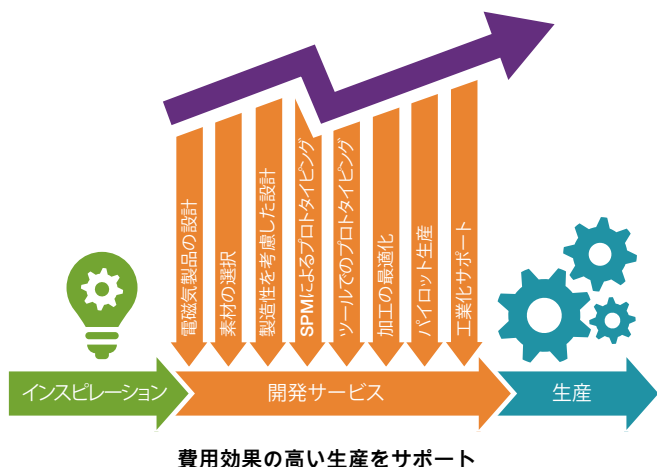 電磁気製品の設計
素材の選択
製造性を考慮した設計
SPMによるプロトタイピング
ツールでのプロトタイピング
加工の最適化
パイロット生産
工業化サポート
インスピレーション
開発サービス
生産
費用効果の高い生産をサポート